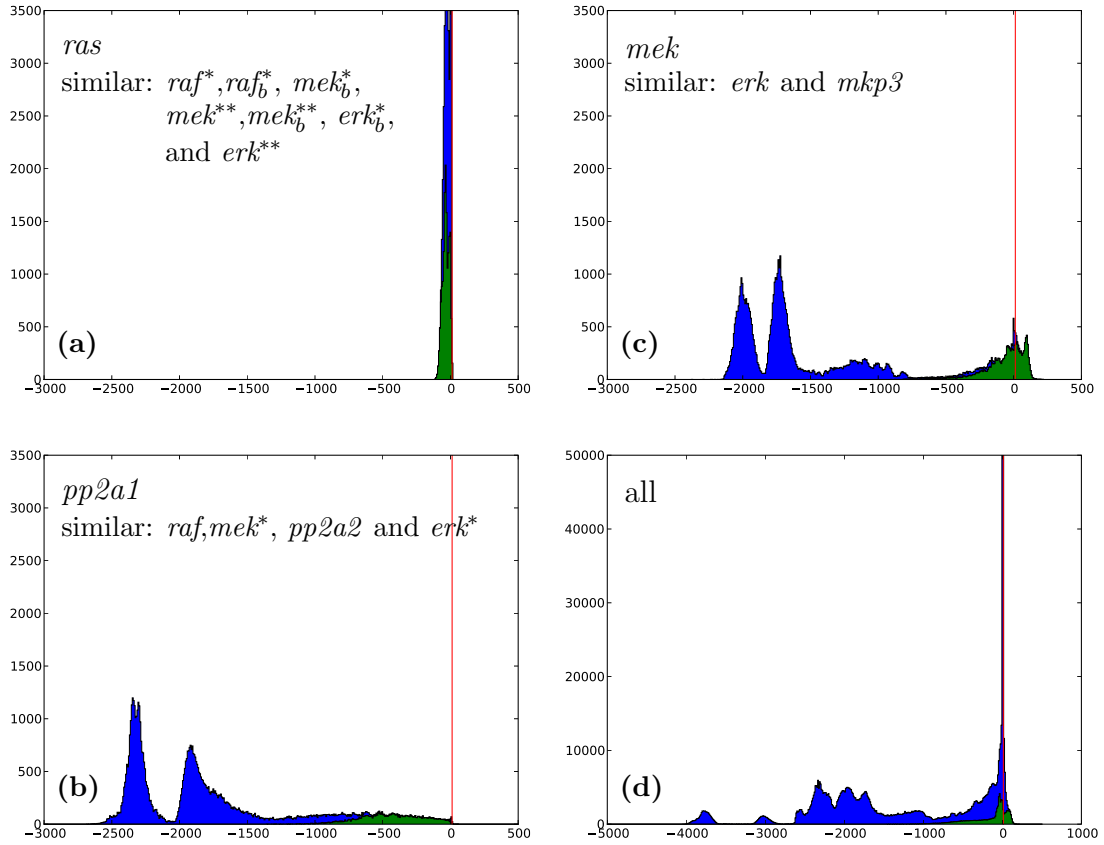 3500
3000
2500
2000
1500
1000
500
0
ras
similar: raf*,raf*b, mek*b,
mek**,mek**b, erk*b,
and erk**
(a)
−3000 −2500 −2000 −1500 −1000 −500 0 500
3500
3000
2500
2000
1500
1000
500
0
mek
similar: erk and mkp3
(c)
−3000 −2500 −2000 −1500 −1000 −500 0 500
3500
3000
2500
2000
1500
1000
500
0
pp2a1
similar: raf,mek*, pp2a2 and erk*
(b)
−3000 −2500 −2000 −1500 −1000 −500 0 500
50000
40000
30000
20000
10000
0
all
(d)
−5000 −4000 −3000 −2000 −1000 0 1000